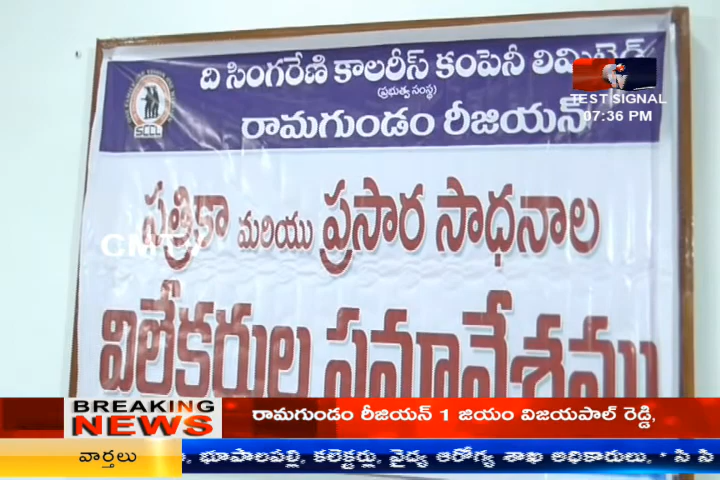 ది సింగరేణి కాలరీస్ కంపెనీ లిమిటెడ్
(ప్రభుత్వ సంస్థ)
రామగుండం రీజియన్
SCCL
TEST SIGNAL
07:36 PM
పత్రికా మరియు ప్రసార సాధనాల
విలేకరుల సమావేశము
BREAKING
NEWS
రామగుండం రీజియన్ 1 జియం విజయపాల్ రెడ్డి,
వార్తలు
, భూపాలపల్లి, కలెక్టర్లు, వైద్య ఆరోగ్య శాఖ అధికారులు, *